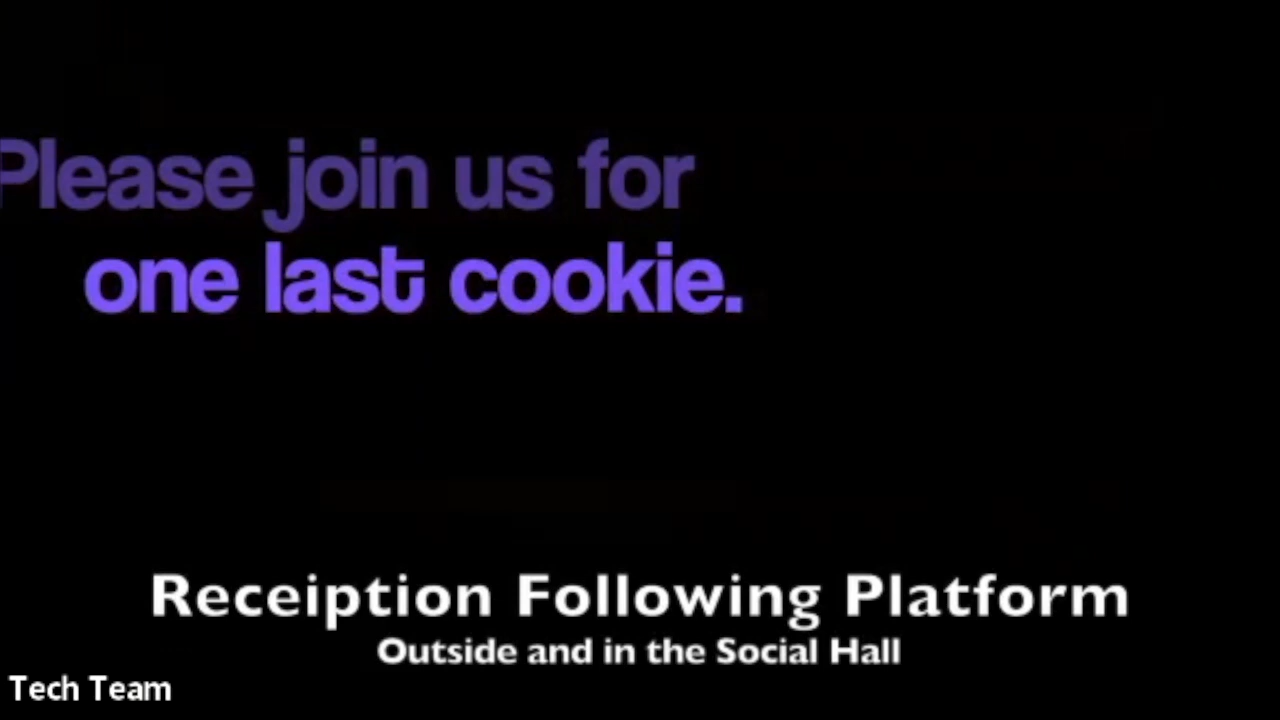 Please join us for
one last cookie.
Receiption Following Platform
Outside and in the Social Hall
Tech Team